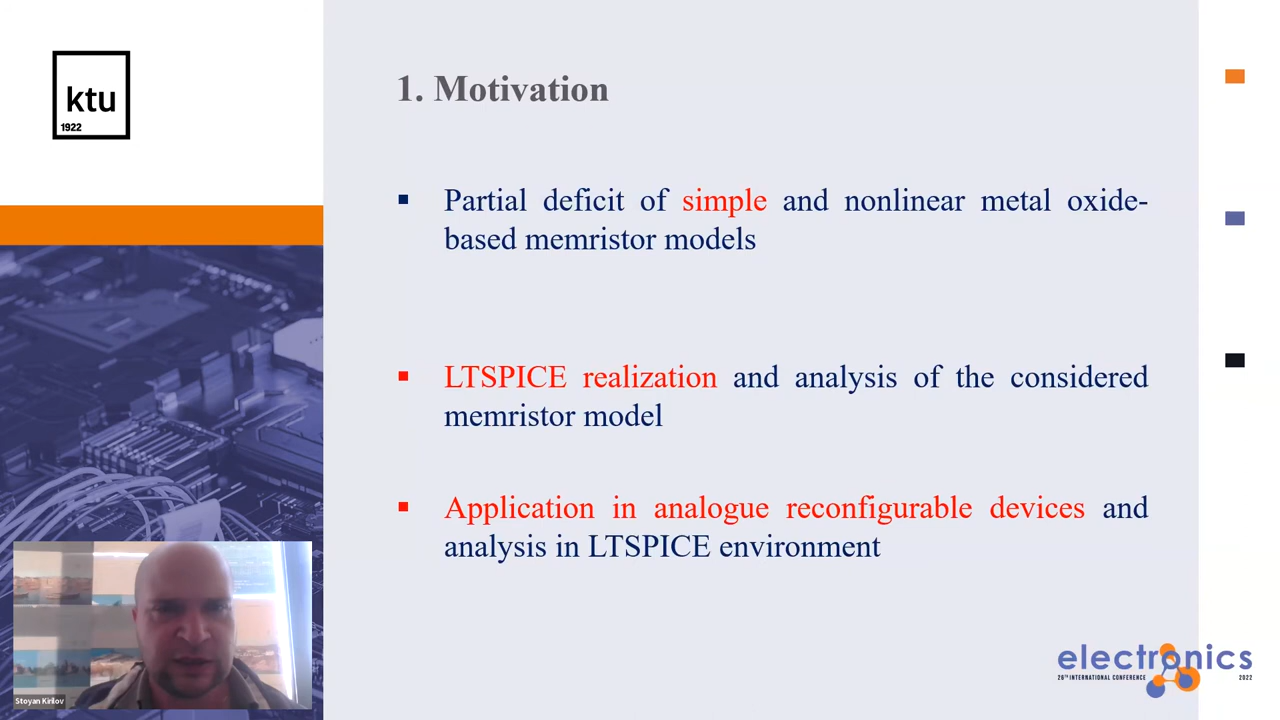 ktu
1922
1. Motivation
Partial deficit of simple and nonlinear metal oxide-
based memristor models
LTSPICE realization and analysis of the considered
memristor model
Application in analogue reconfigurable devices and
analysis in LTSPICE environment
Stoyan Kirilov
electronics
26TH INTERNATIONAL CONFERENCE 2022